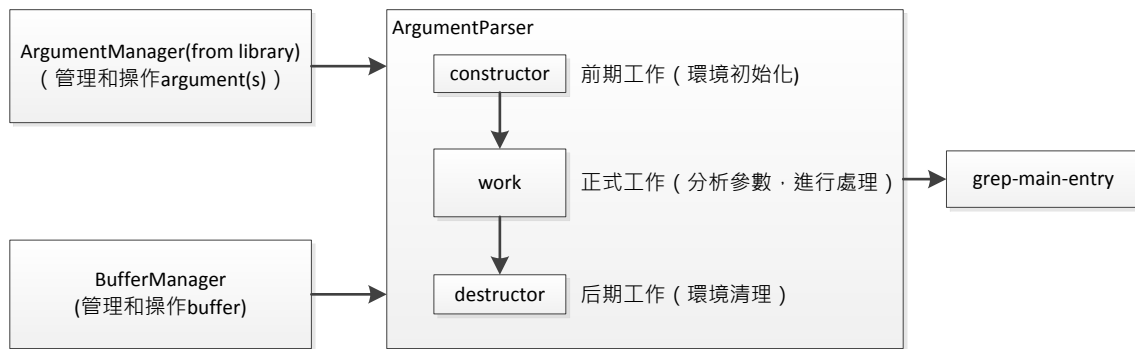 ArgumentManager(from library)
（管理和操作argument(s)）
BufferManager
(管理和操作buffer)
ArgumentParser
constructor
前期工作（環境初始化)
work
正式工作（分析參數，進行處理）
destructor
后期工作（環境清理）
grep-main-entry